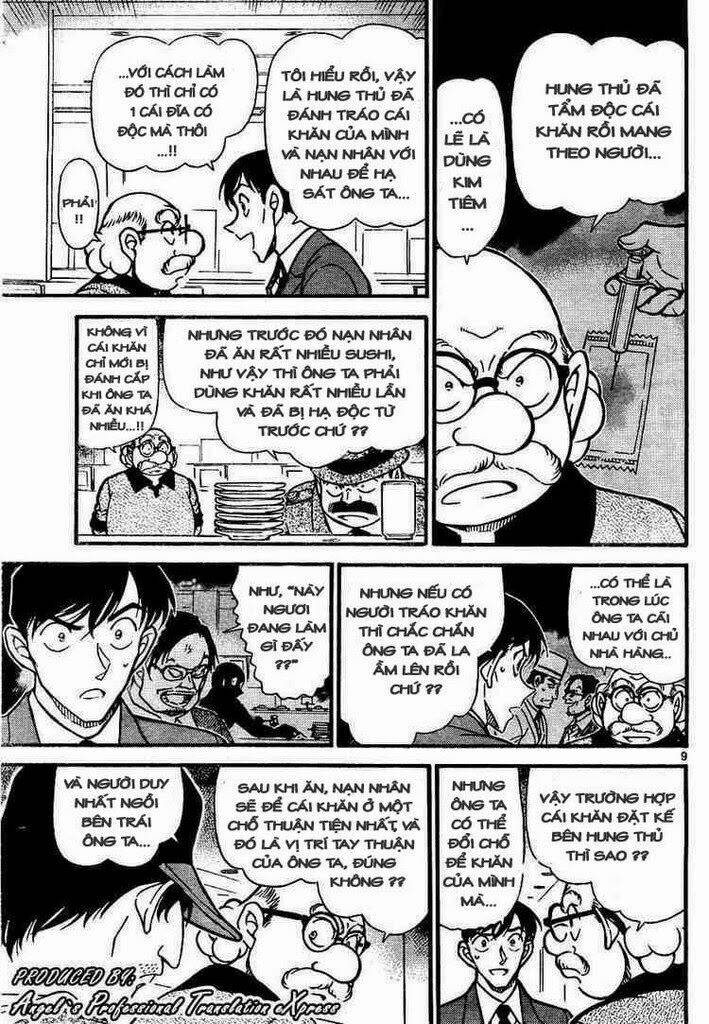 HUNG THỦ ĐÃ
TẨM ĐỘC CÁI
KHĂN RỒI MANG
THEO NGƯỜI...
...CÓ
LẼ LÀ
DÙNG
KIM
TIÊM
...
TÔI HIỂU RỒI, VẬY
LÀ HUNG THỦ ĐÃ
ĐÁNH TRÁO CÁI
KHĂN CỦA MÌNH
VÀ NẠN NHÂN VỚI
NHAU ĐỂ HẠ
SÁT ÔNG TA...
...VỚI CÁCH LÀM
ĐÓ THÌ CHỈ CÓ
1 CÁI ĐĨA CÓ
ĐỘC MÀ THÔI
...!!
PHẢI
!!
NHƯNG TRƯỚC ĐÓ NẠN NHÂN
ĐÃ ĂN RẤT NHIỀU SUSHI,
NHƯ VẬY THÌ ÔNG TA PHẢI
DÙNG KHĂN RẤT NHIỀU LẦN
VÀ ĐÃ BỊ HẠ ĐỘC TỪ
TRƯỚC CHỨ ??
KHÔNG VÌ
CÁI KHĂN
CHỈ MỚI BỊ
ĐÁNH CẮP
KHI ÔNG TA
ĐÃ ĂN KHÁ
NHIỀU...!!
...CÓ THỂ LÀ
TRONG LÚC
ÔNG TA CÃI
NHAU VỚI CHỦ
NHÀ HÀNG...
NHƯNG NẾU CÓ
NGƯỜI TRÁO KHĂN
THÌ CHẮC CHẮN
ÔNG TA ĐÃ LA
ẦM LÊN RỒI
CHỨ ??
NHƯ, "NÀY
NGƯƠI
ĐANG LÀM
GÌ ĐẤY
??"
9
VẬY TRƯỜNG HỢP
CÁI KHĂN ĐẶT KẾ
BÊN HUNG THỦ
THÌ SAO ??
NHƯNG
ÔNG TA
CÓ THỂ
ĐỔI CHỖ
ĐỂ KHĂN
CỦA MÌNH
MÀ...
SAU KHI ĂN, NẠN NHÂN
SẼ ĐỂ CÁI KHĂN Ở MỘT
CHỖ THUẬN TIỆN NHẤT, VÀ
ĐÓ LÀ VỊ TRÍ TAY THUẬN
CỦA ÔNG TA, ĐÚNG
KHÔNG ??
VÀ NGƯỜI DUY
NHẤT NGỒI
BÊN TRÁI
ÔNG TA...
PRODUCED BY:
Angel's Professional Translation eXpress